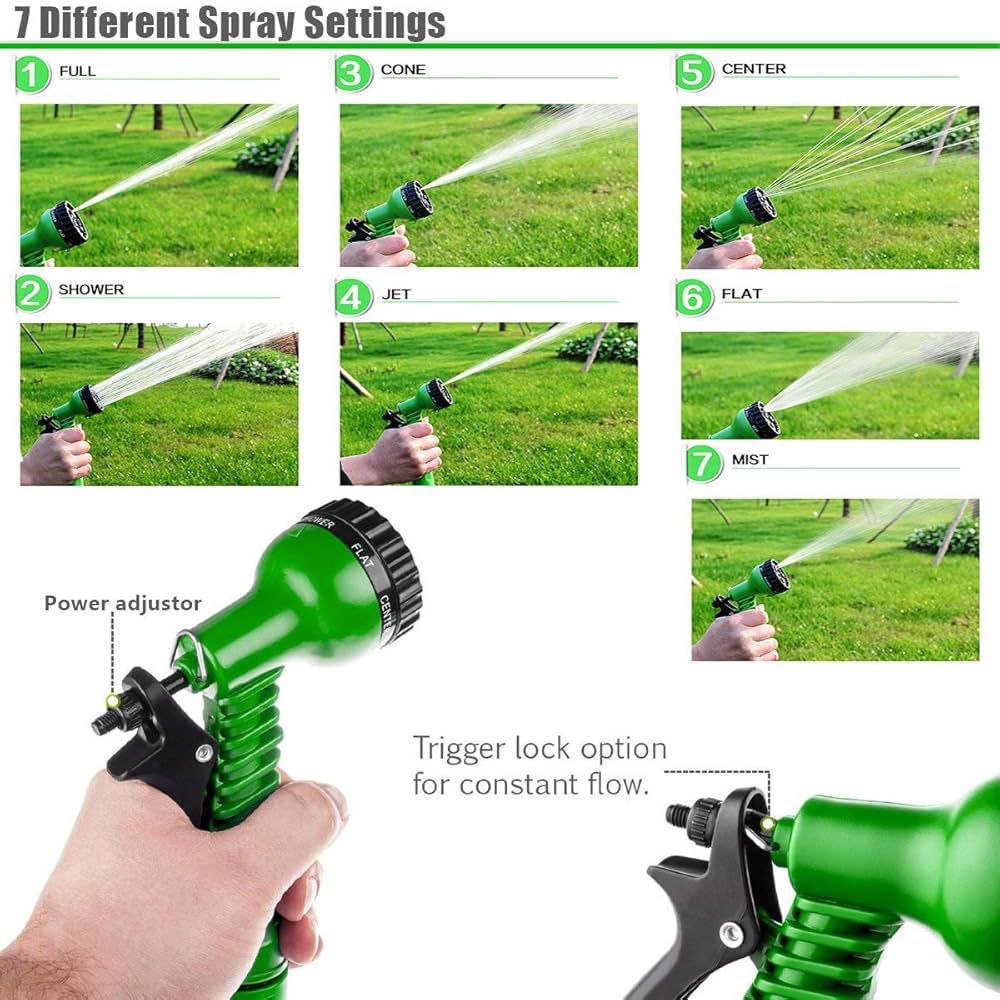 7 Different Spray Settings
1 FULL
3 CONE
5 CENTER
2 SHOWER
4 JET
6 FLAT
7 MIST
SHOWER
FLAT
CENTER
Power adjustor
Trigger lock option
for constant flow.